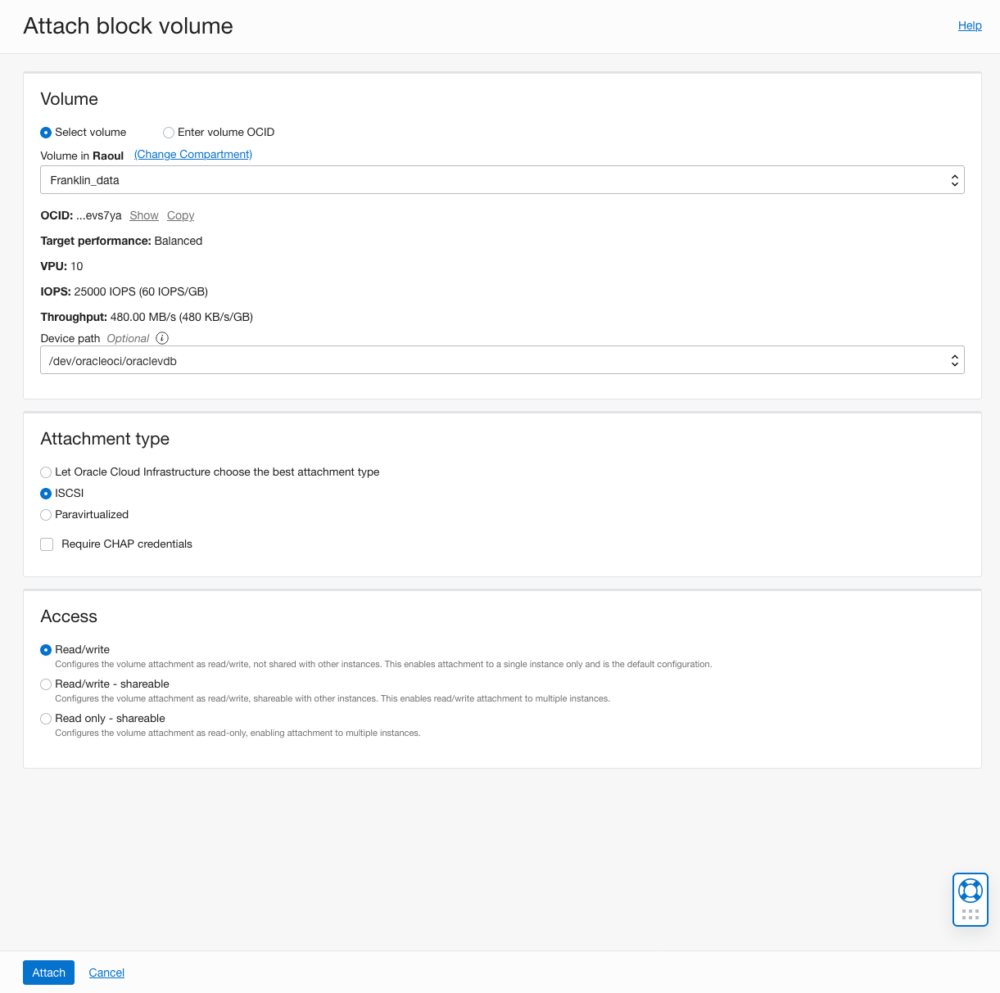 Attach block volume
Help
Volume
Select volume
Enter volume OCID
Volume in Raoul (Change Compartment)
Franklin_data
OCID: ...evs7ya Show Copy
Target performance: Balanced
VPU: 10
IOPS: 25000 IOPS (60 IOPS/GB)
Throughput: 480.00 MB/s (480 KB/s/GB)
Device path Optional i
/dev/oracleoci/oraclevdb
Attachment type
Let Oracle Cloud Infrastructure choose the best attachment type
ISCSI
Paravirtualized
Require CHAP credentials
Access
Read/write
Configures the volume attachment as read/write, not shared with other instances. This enables attachment to a single instance only and is the default configuration.
Read/write - shareable
Configures the volume attachment as read/write, shareable with other instances. This enables read/write attachment to multiple instances.
Read only - shareable
Configures the volume attachment as read-only, enabling attachment to multiple instances.
Attach
Cancel